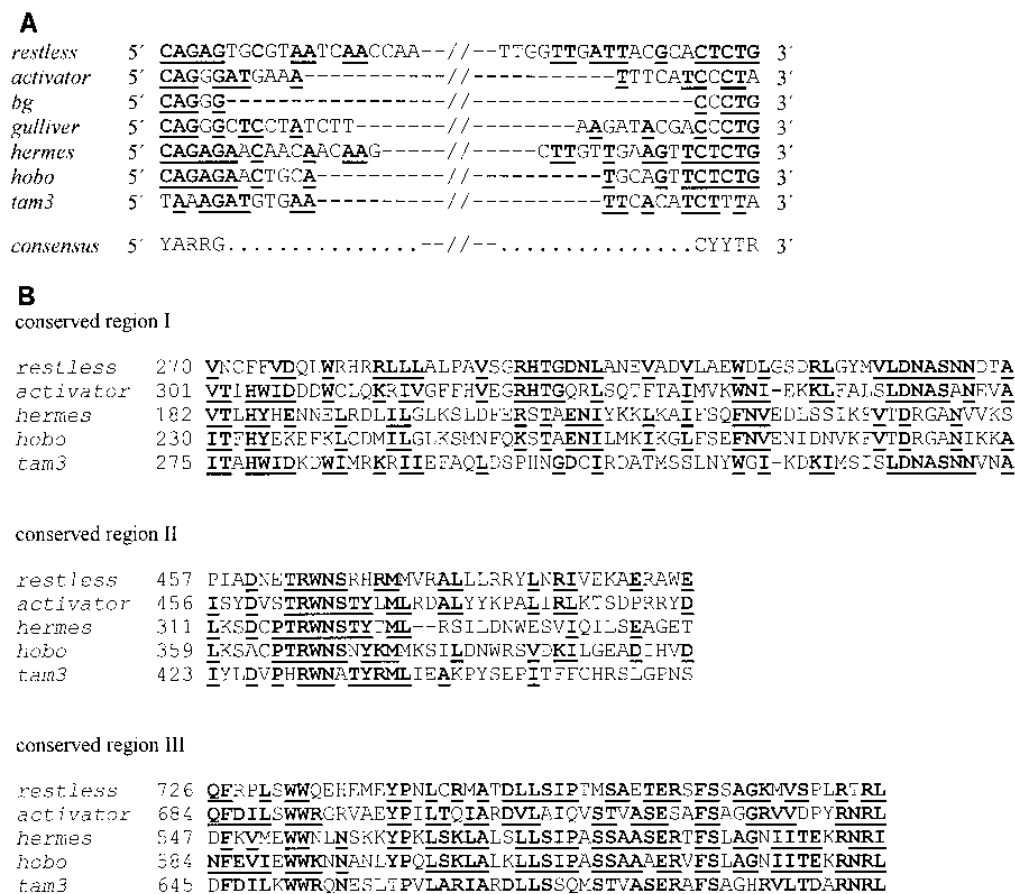 A
restless 5´ CAGAGTGCGTAATCAACCAA--//--TTGGTTGATTACGCACTCTG 3´
activator 5´ CAGGGATGAAA-----------//-----------TTTCATCCCTA 3´
bg 5´ CAGGG-----------------//-----------------CCCTG 3´
gulliver 5´ CAGGGCTCCTATCTT-------//--------AAGATACGACCCTG 3´
hermes 5´ CAGAGAACAACAACAAG-----//-----CTTGTTGAAGTTCTCTG 3´
hobo 5´ CAGAGAACTGCA----------//----------TGCAGTTCTCTG 3´
tam3 5´ TAAAGATGTGAA----------//----------TTCACATCTTTA 3´
consensus 5´ YARRG...............--//--...............CYYTR 3´
B
conserved region I
restless 270 VNCFFVDQLWRHRRLLLALPAVSGRHTGDNLANEVADVLAEWDLGSDRLGYMVLDNASNNDTA
activator 301 VTIHWIDDDWCLQKRIVGFFHVEGRHTGQRLSQTFTAIMVKWNI-EKKLFALSLDNASANEVA
hermes 182 VTLHYHENNELRDLILGLKSLDFERSTAENIYKKLKAIFSQFNVEDLSSIKFVTDRGANVVKS
hobo 230 ITFHYEKEFKLCDMILGLKSMNFQKSTAENILMKIKGLFSEFNVENIDNVKFVTDRGANIKKA
tam3 275 ITAHWIDKDWIMRKRIIEFAQLDSPHNGDCIRDATMSSLNYWGI-KDKIMSISLDNASNNVNA
conserved region II
restless 457 PIADNETRWNSRHRMMVRALLLRRYLNRIVEKAERAWE
activator 456 ISYDVSTRWNSTYLMLRDALYYKPALIRLKTSDPRRYD
hermes 311 LKSDCPTRWNSTYTML--RSILDNWESVIQILSEAGET
hobo 359 LKSACPTRWNSNYKMMKSILDNWRSVDKILGEADIHVD
tam3 423 IYLDVPHRWNATYRMLIEAKPYSEPITFFCHRSLGPNS
conserved region III
restless 726 QFRPLSWWQEHEMEYPNLCRMATDLLSIPTMSAETERSFSSAGKMVSPLRTRL
activator 684 QFDILSWWRGRVAEYPILTQIARDVLAIQVSTVASESAFSAGGRVVDPYRNRL
hermes 547 DFKVMEWWNLNSKKYPKLSKLALSLLSIPASSAASERTFSLAGNIITEKRNRI
hobo 584 NFEVIEWWKNNANLYPQLSKLALKLLSIPASSAAAERVFSLAGNIITEKRNRL
tam3 645 DFDILKWWRQNESLTPVLARIARDLLSSQMSTVASERAFSAGHRVLTDARNRL